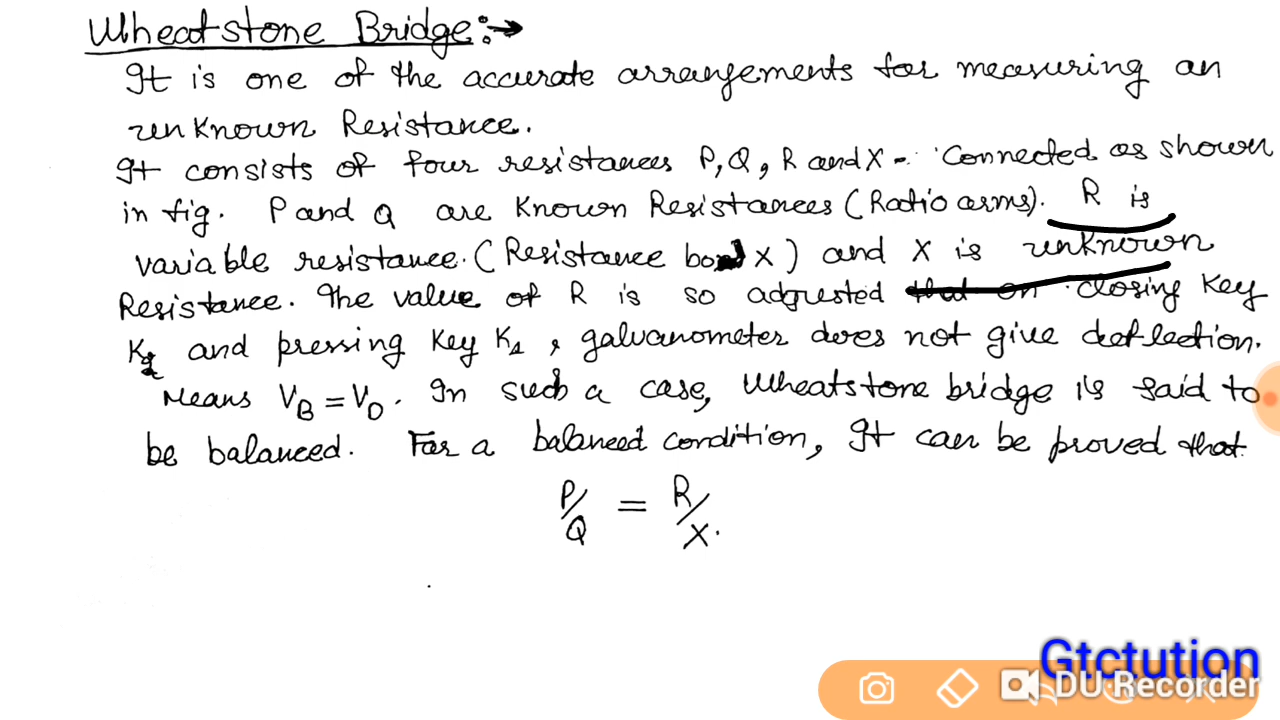 Wheatstone Bridge:→
It is one of the accurate arrangements for measuring an
unknown Resistance.
It consists of four resistances P, Q, R and X - Connected as shown
in fig. P and Q are Known Resistances (Ratio arms). R is
variable resistance. (Resistance box) and X is unknown
Resistance. The value of R is so adjusted that on closing Key
K2 and pressing Key K1, galvanometer does not give deflection.
Means VB = VD. In such a case, Wheatstone bridge is said to
be balanced. For a balanced condition, It can be proved that
P/Q = R/X.
Gtctution
DU Recorder